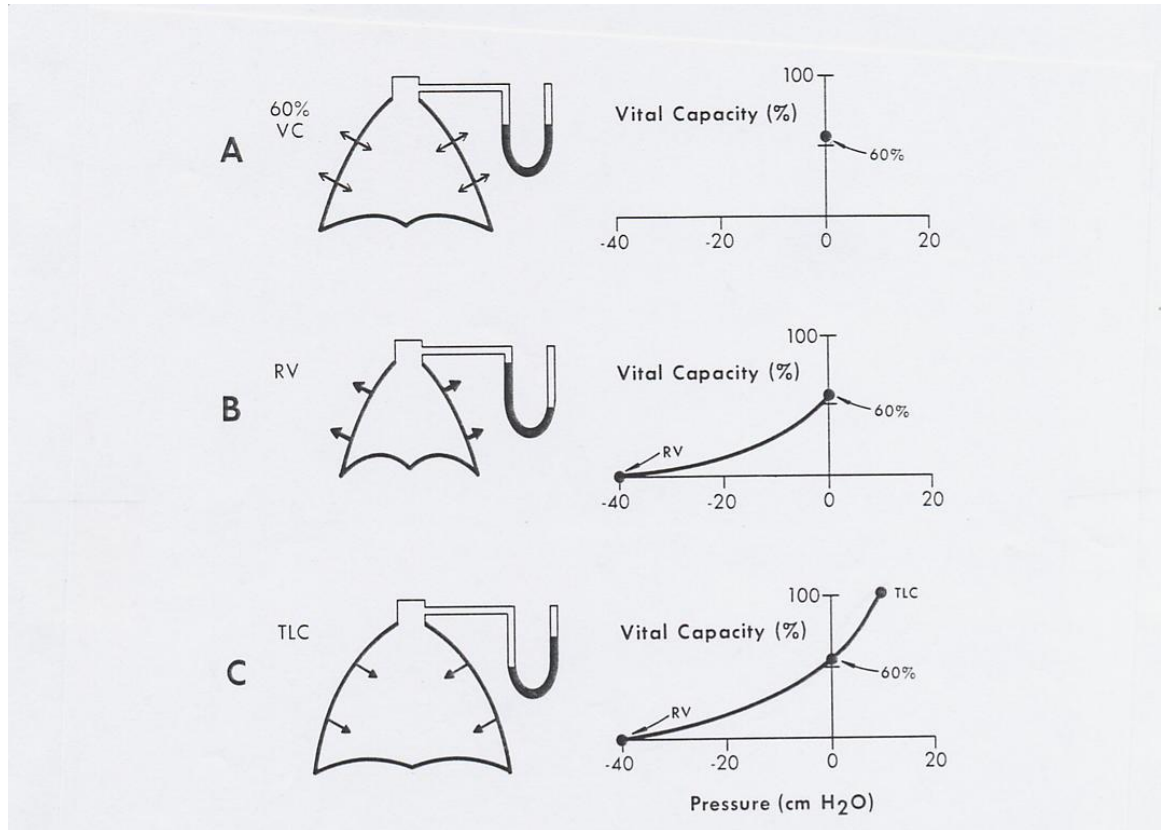 A
60%
VC
100
Vital Capacity (%)
60%
-40 -20 0 20
B
RV
100
Vital Capacity (%)
60%
RV
-40 -20 0 20
C
TLC
100
TLC
Vital Capacity (%)
60%
RV
-40 -20 0 20
Pressure (cm H₂O)